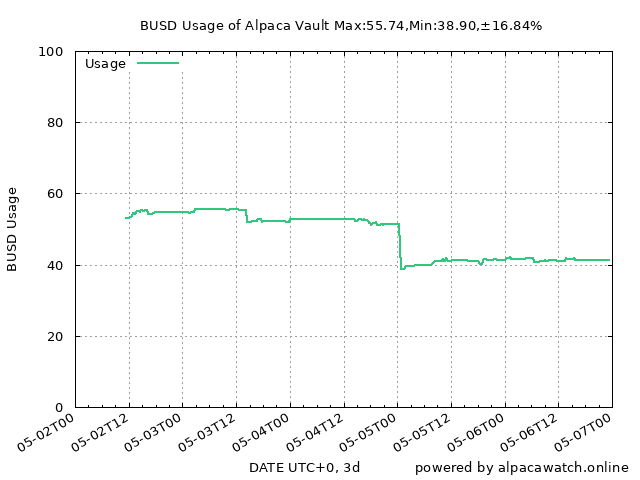 BUSD Usage of Alpaca Vault Max:55.74,Min:38.90,±16.84%
Usage
BUSD Usage
100
80
60
40
20
0
05-02T00
05-02T12
05-03T00
05-03T12
05-04T00
05-04T12
05-05T00
05-05T12
05-06T00
05-06T12
05-07T00
DATE UTC+0, 3d
powered by alpacawatch.online